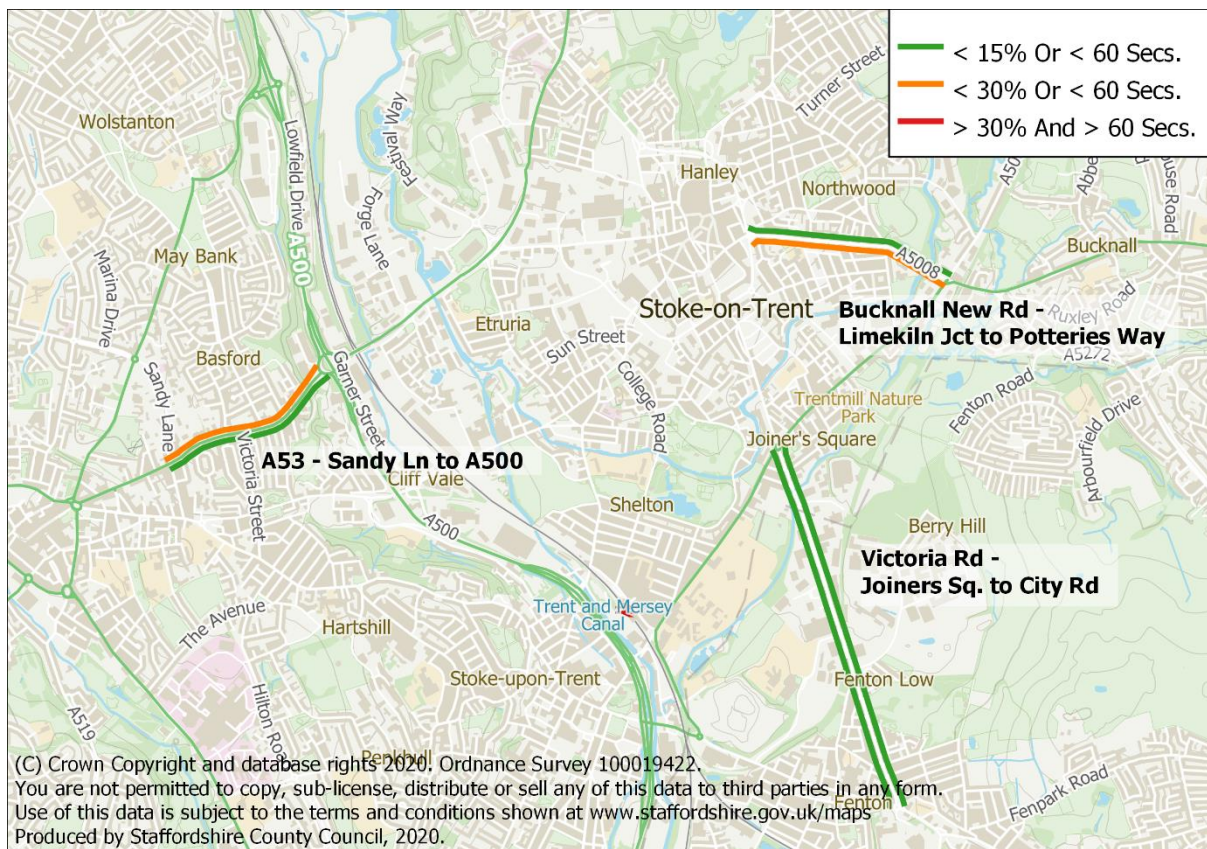 < 15% Or < 60 Secs.
< 30% Or < 60 Secs.
> 30% And > 60 Secs.
Turner Street
Wolstanton
Lowfield Drive
Festival Way
Forge Lane
Hanley
Northwood
A500
May Bank
Marina Drive
A5008
Bucknall
Etruria
Stoke-on-Trent
Bucknall New Rd -
Limekiln Jct to Potteries Way
Ruxley Road
A5272
Sun Street
Basford
Garner Street
Sandy Lane
College Road
Fenton Road
Trentmill Nature
Park
Arbourfield Drive
Victoria Street
Joiner's Square
A53 - Sandy Ln to A500
Cliff Vale
Shelton
A500
Berry Hill
Victoria Rd -
Joiners Sq. to City Rd
Trent and Mersey
Canal
The Avenue
Hartshill
Stoke-upon-Trent
Fenton Low
A519
Hilton Road
Penkhull
Fenton
Fenpark Road
(C) Crown Copyright and database rights 2020. Ordnance Survey 100019422.
You are not permitted to copy, sub-license, distribute or sell any of this data to third parties in any form.
Use of this data is subject to the terms and conditions shown at www.staffordshire.gov.uk/maps
Produced by Staffordshire County Council, 2020.